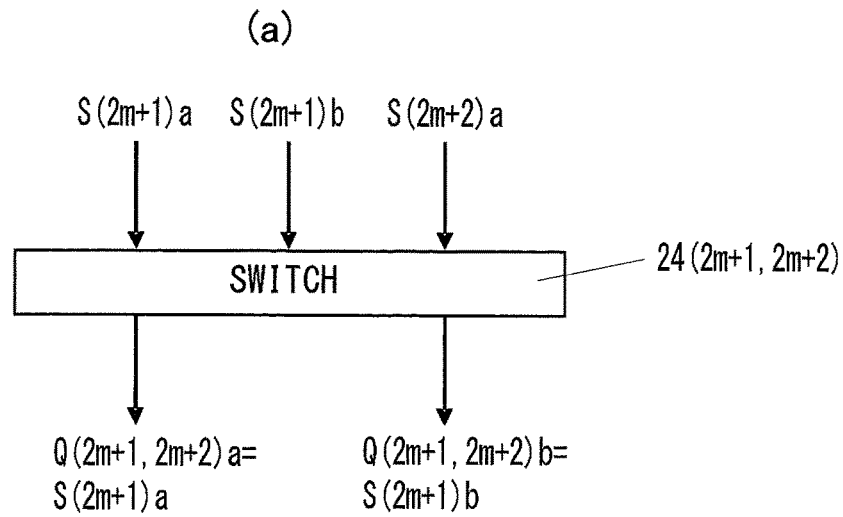 (a)
S(2m+1)a S(2m+1)b S(2m+2)a
SWITCH
24(2m+1,2m+2)
Q(2m+1,2m+2)a=
S(2m+1)a
Q(2m+1,2m+2)b=
S(2m+1)b